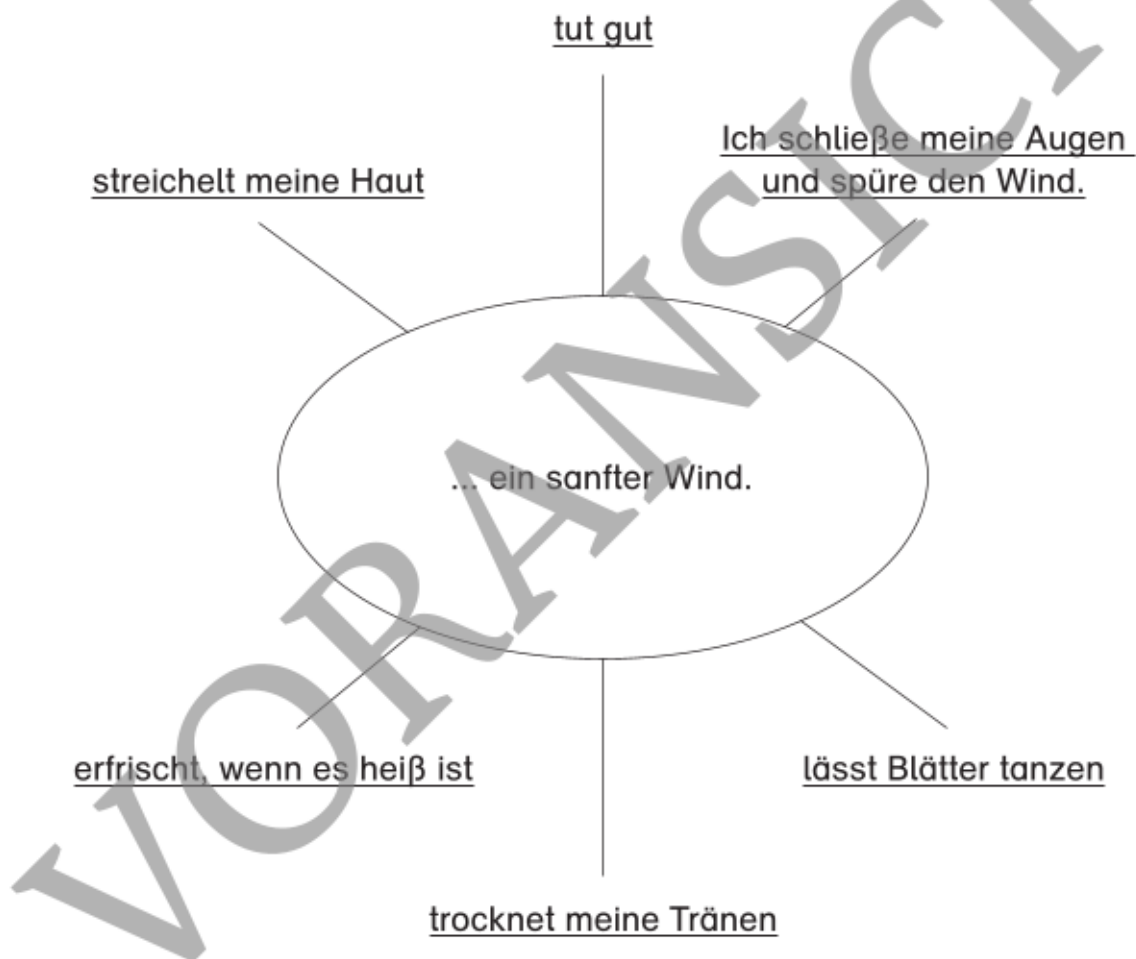 tut gut
Ich schließe meine Augen
und spüre den Wind.
streichelt meine Haut
... ein sanfter Wind.
erfrischt, wenn es heiß ist
lässt Blätter tanzen
trocknet meine Tränen
VORANSICH